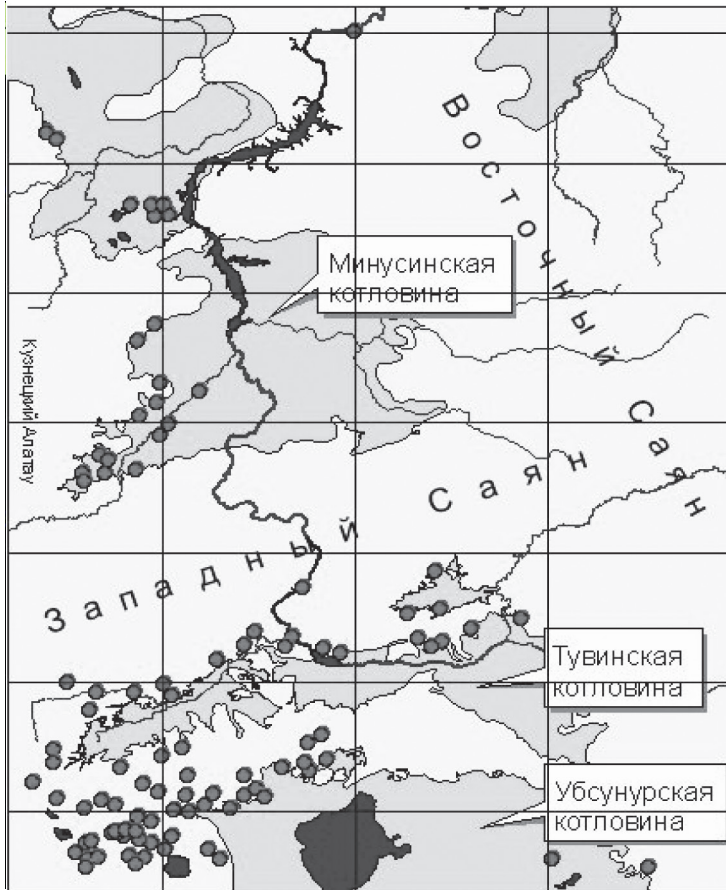 Восточный Саян
Минусинская
котловина
Кузнецкий Алатау
Западный Саян
Тувинская
котловина
Убсунурская
котловина